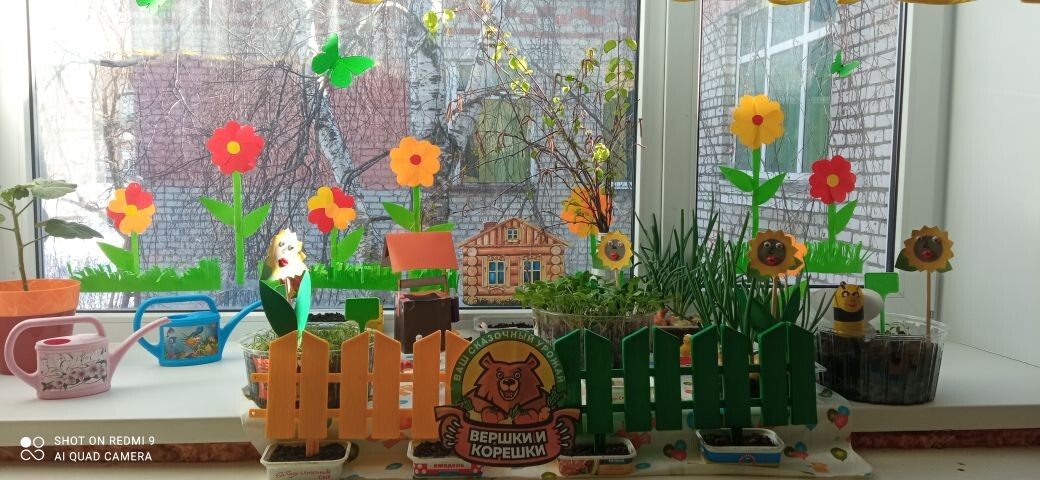 ВАШ СКАЗОЧНЫЙ УРОЖАЙ
ВЕРШКИ И
КОРЕШКИ
SHOT ON REDMI 9
AI QUAD CAMERA